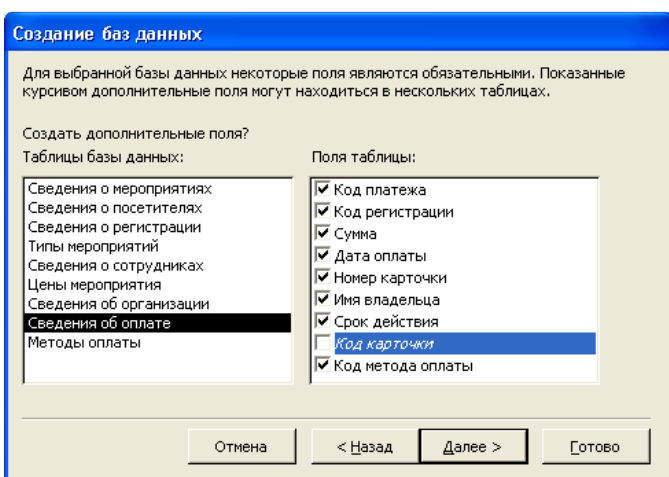 Создание баз данных
Для выбранной базы данных некоторые поля являются обязательными. Показанные
курсивом дополнительные поля могут находиться в нескольких таблицах.
Создать дополнительные поля?
Таблицы базы данных:
Сведения о мероприятиях
Сведения о посетителях
Сведения о регистрации
Типы мероприятий
Сведения о сотрудниках
Цены мероприятия
Сведения об организации
Сведения об оплате
Методы оплаты
Поля таблицы:
Код платежа
Код регистрации
Сумма
Дата оплаты
Номер карточки
Имя владельца
Срок действия
Код карточки
Код метода оплаты
Отмена
< Назад
Далее >
Готово